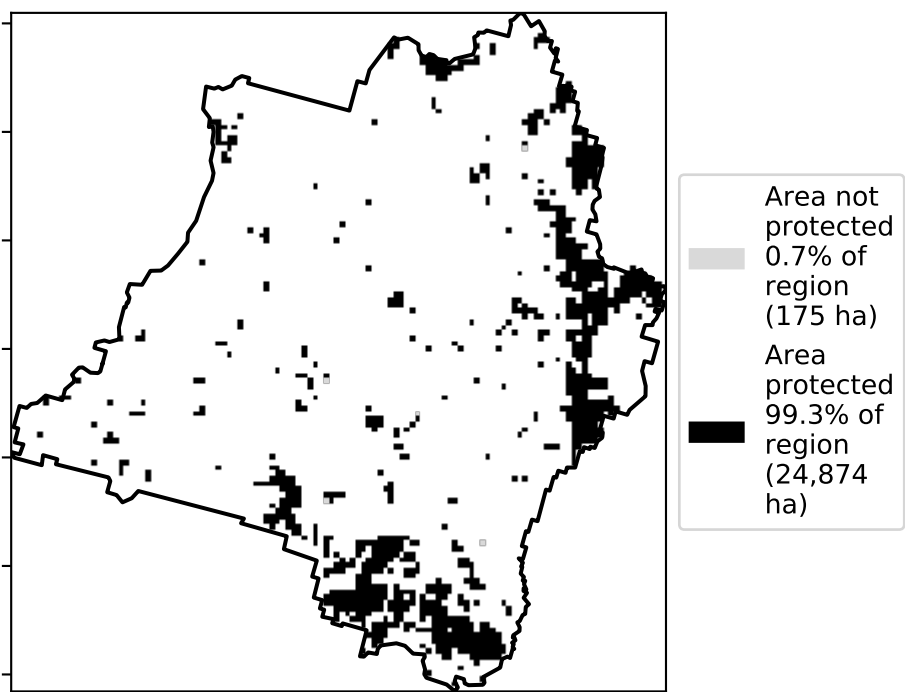 Area not
protected
0.7% of
region
(175 ha)
Area
protected
99.3% of
region
(24,874
ha)